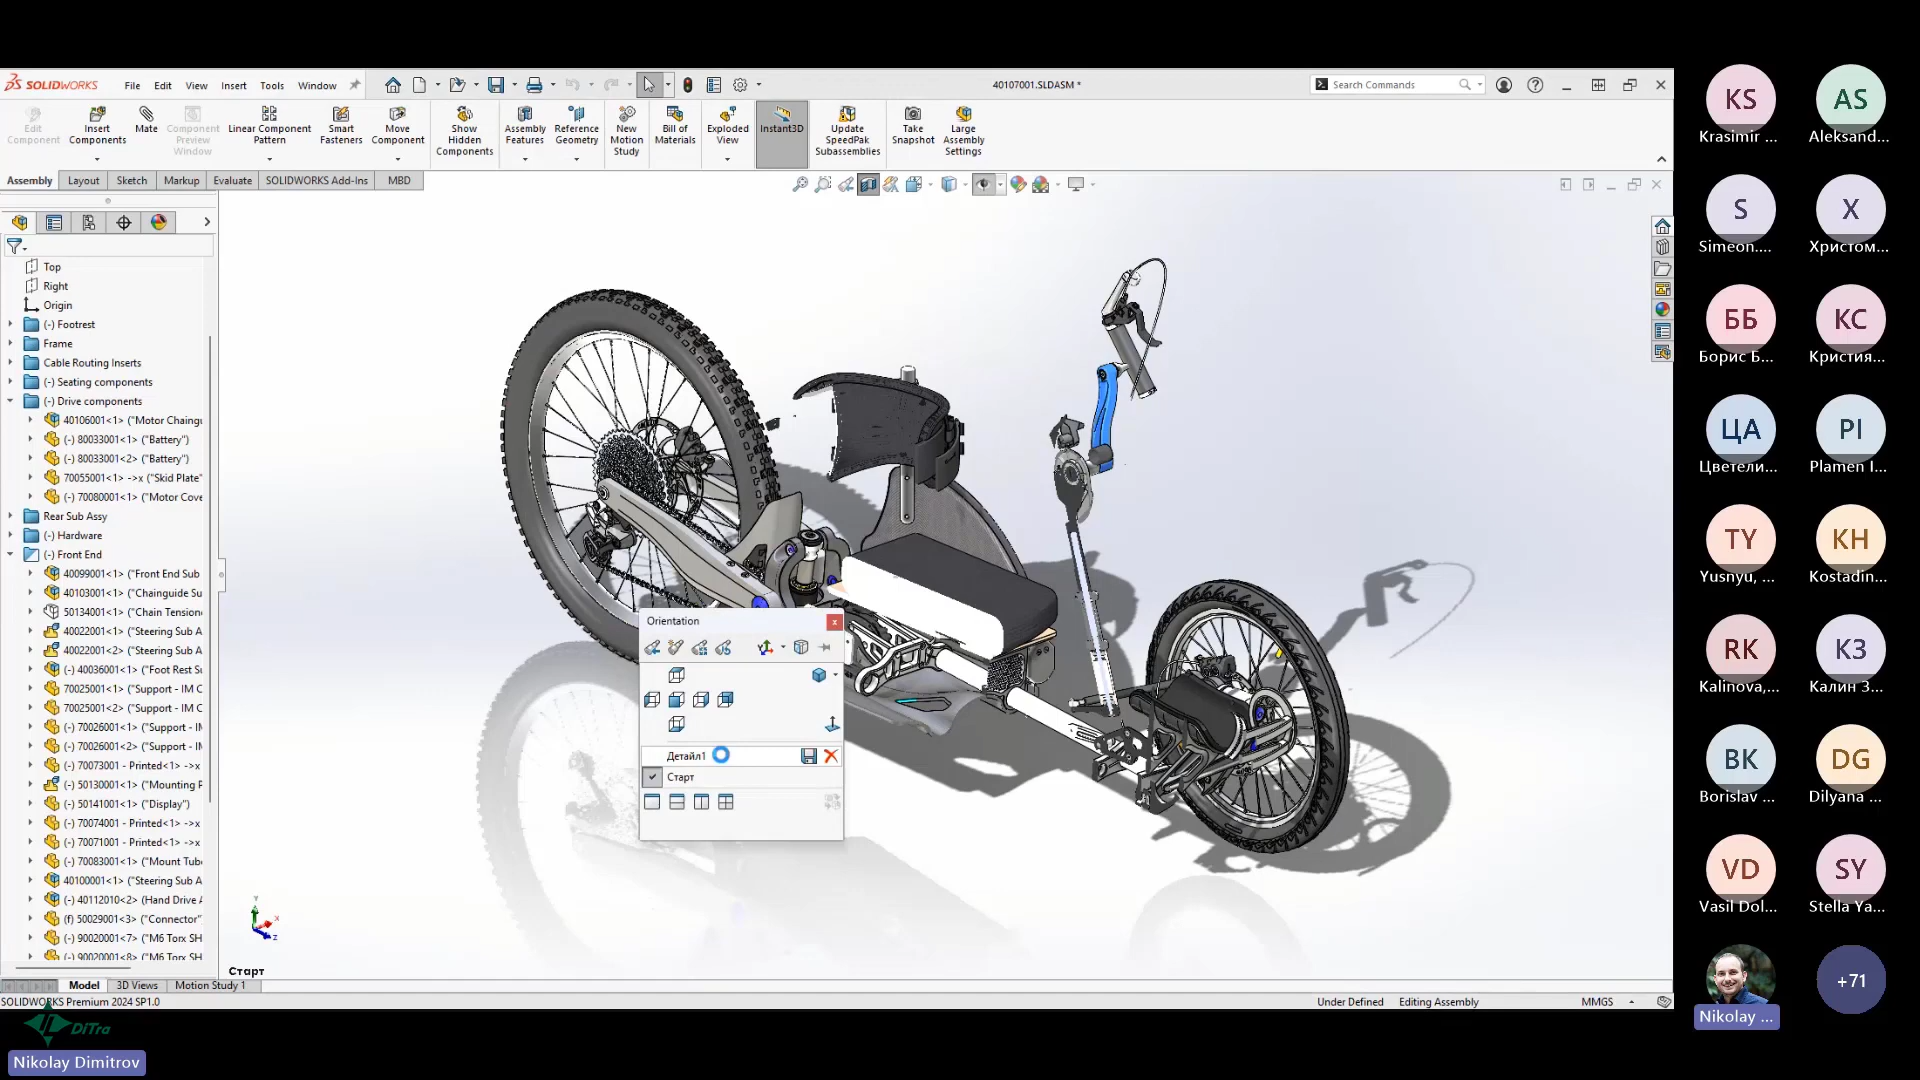 SOLIDWORKS File Edit View Insert Tools Window 40107001.SLDASM * Search Commands
Edit Component Insert Components Mate Component Preview Window Linear Component Pattern Smart Fasteners Move Component Show Hidden Components Assembly Features Reference Geometry New Motion Study Bill of Materials Exploded View Instant3D Update SpeedPak Subassemblies Take Snapshot Large Assembly Settings
Assembly Layout Sketch Markup Evaluate SOLIDWORKS Add-Ins MBD
Top
Right
Origin
(-) Footrest
Frame
Cable Routing Inserts
(-) Seating components
(-) Drive components
40106001<1> ("Motor Chaingu
(-) 80033001<1> ("Battery")
(-) 80033001<2> ("Battery")
70055001<1> ->x ("Skid Plate"
(-) 70080001<1> ("Motor Cove
Rear Sub Assy
(-) Hardware
(-) Front End
40099001<1> ("Front End Sub
40103001<1> ("Chainguide Su
50134001<1> ("Chain Tension
40022001<1> ("Steering Sub A
40022001<2> ("Steering Sub A
(-) 40036001<1> ("Foot Rest Su
70025001<1> ("Support - IM C
70025001<2> ("Support - IM C
(-) 70026001<1> ("Support - IM
(-) 70026001<2> ("Support - IM
(-) 70073001 - Printed<1> ->x
(-) 50130001<1> ("Mounting P
(-) 50141001<1> ("Display")
(-) 70074001 - Printed<1> ->x
(-) 70071001 - Printed<1> ->x
(-) 70083001<1> ("Mount Tube
40100001<1> ("Steering Sub A
(-) 40112010<2> (Hand Drive A
(f) 50029001<3> ("Connector"
(-) 90020001<7> ("M6 Torx SH
(-) 90020001<8> ("M6 Torx SH
Orientation
Детайл1
Старт
Y
X
Z
Старт
Model 3D Views Motion Study 1
SOLIDWORKS Premium 2024 SP1.0 Under Defined Editing Assembly MMGS
DiTra
Nikolay Dimitrov
KS AS
Krasimir ... Aleksand...
S Х
Simeon.... Христом...
ББ КС
Борис Б... Кристия...
ЦА PI
Цветели... Plamen I...
TY KH
Yusnyu, ... Kostadin...
RK КЗ
Kalinova,... Калин З...
BK DG
Borislav ... Dilyana ...
VD SY
Vasil Dol... Stella Ya...
+71
Nikolay ...